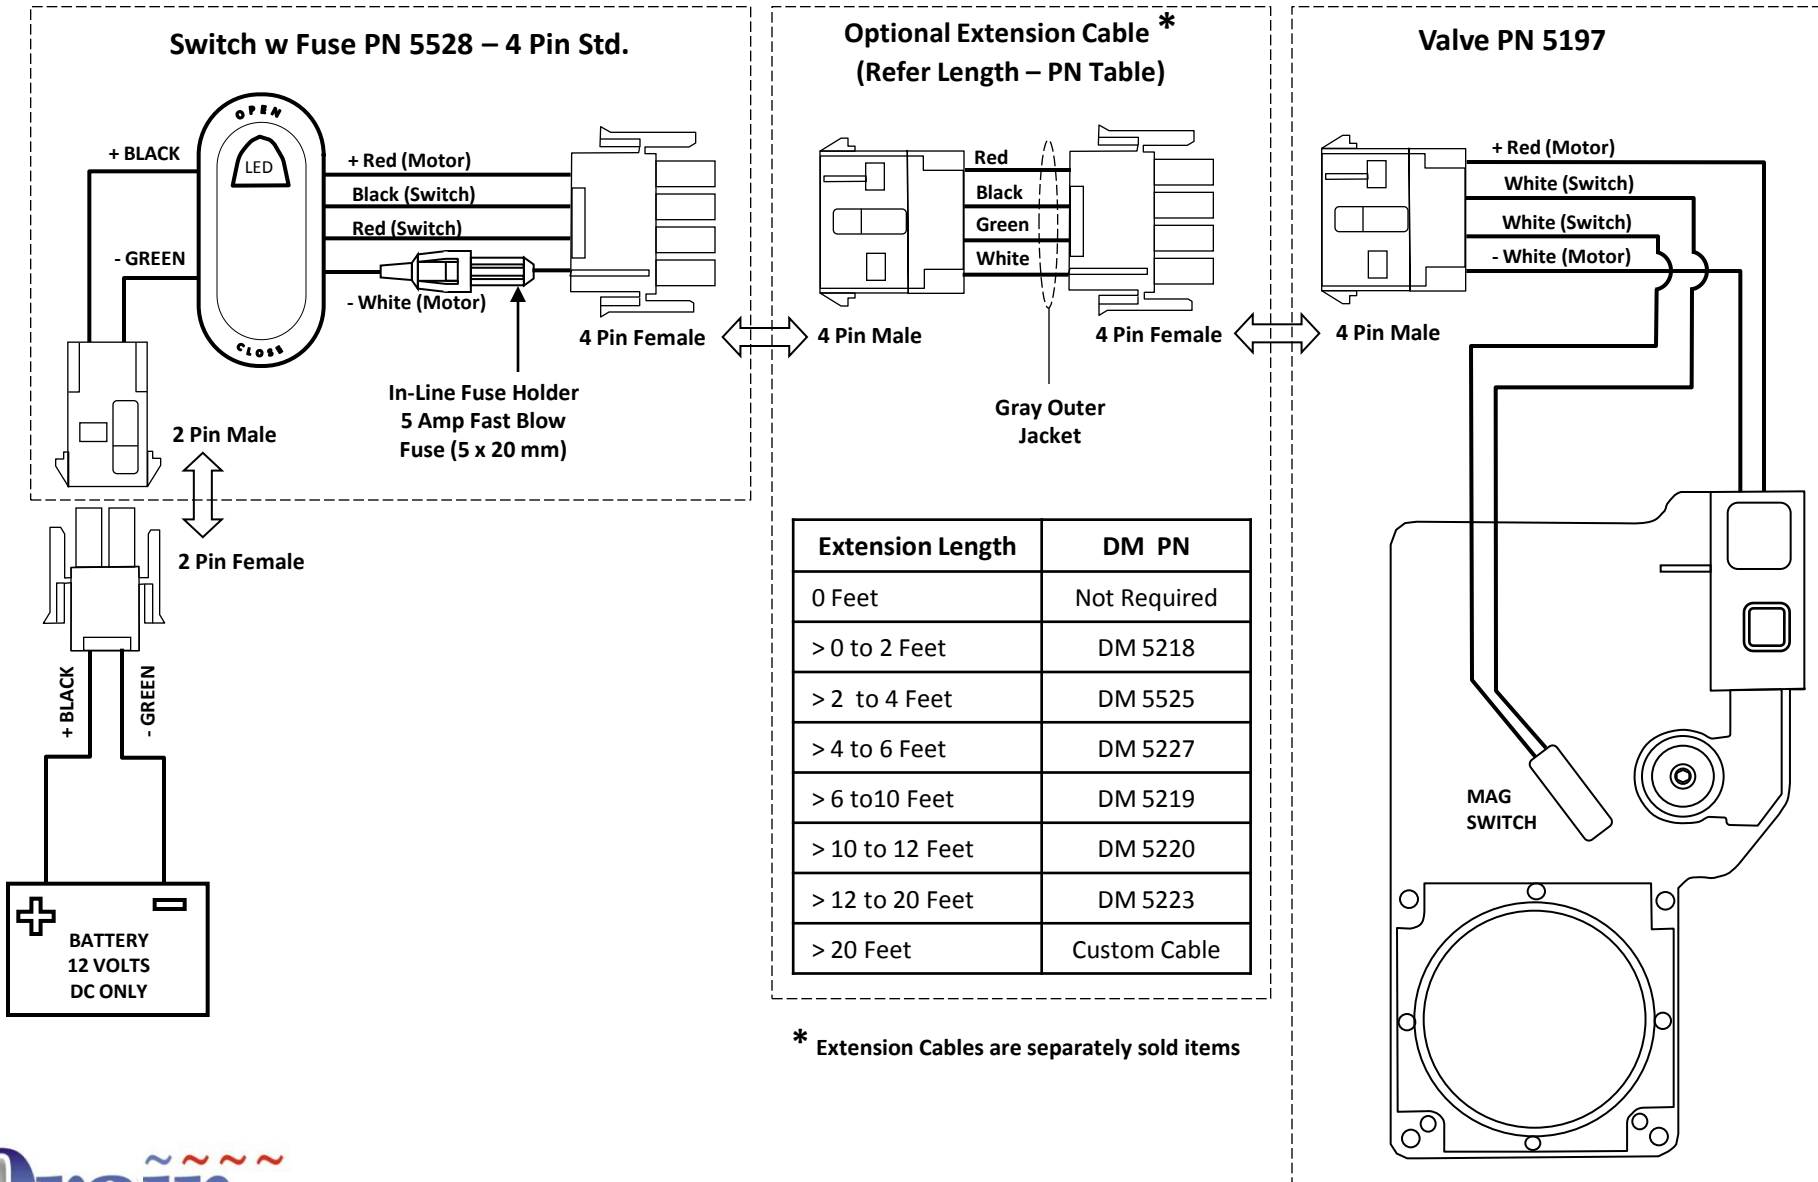 Switch w Fuse PN 5528 – 4 Pin Std.
OPEN
LED
CLOSE
+ BLACK
- GREEN
+ Red (Motor)
Black (Switch)
Red (Switch)
- White (Motor)
4 Pin Female
In-Line Fuse Holder
5 Amp Fast Blow
Fuse (5 x 20 mm)
2 Pin Male
2 Pin Female
+ BLACK
- GREEN
BATTERY
12 VOLTS
DC ONLY
Optional Extension Cable *
(Refer Length – PN Table)
Red
Black
Green
White
4 Pin Male
4 Pin Female
Gray Outer
Jacket
Extension Length DM PN
0 Feet Not Required
> 0 to 2 Feet DM 5218
> 2 to 4 Feet DM 5525
> 4 to 6 Feet DM 5227
> 6 to10 Feet DM 5219
> 10 to 12 Feet DM 5220
> 12 to 20 Feet DM 5223
> 20 Feet Custom Cable
* Extension Cables are separately sold items
Valve PN 5197
+ Red (Motor)
White (Switch)
White (Switch)
- White (Motor)
4 Pin Male
MAG
SWITCH